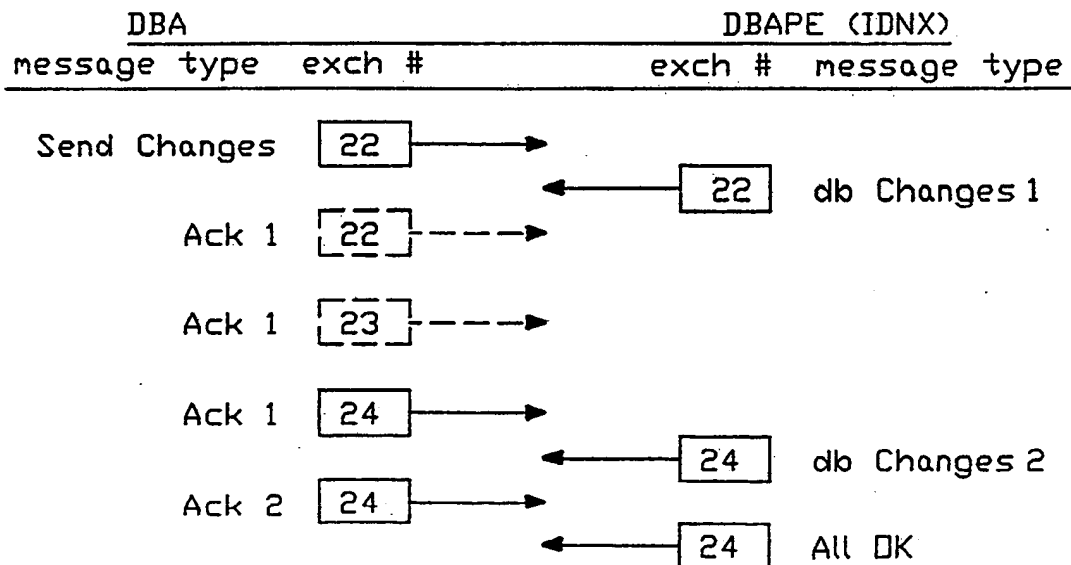 DBA DBAPE (IDNX)
message type exch # exch # message type
Send Changes 22
22 db Changes 1
Ack 1 22
Ack 1 23
Ack 1 24
24 db Changes 2
Ack 2 24
24 All OK